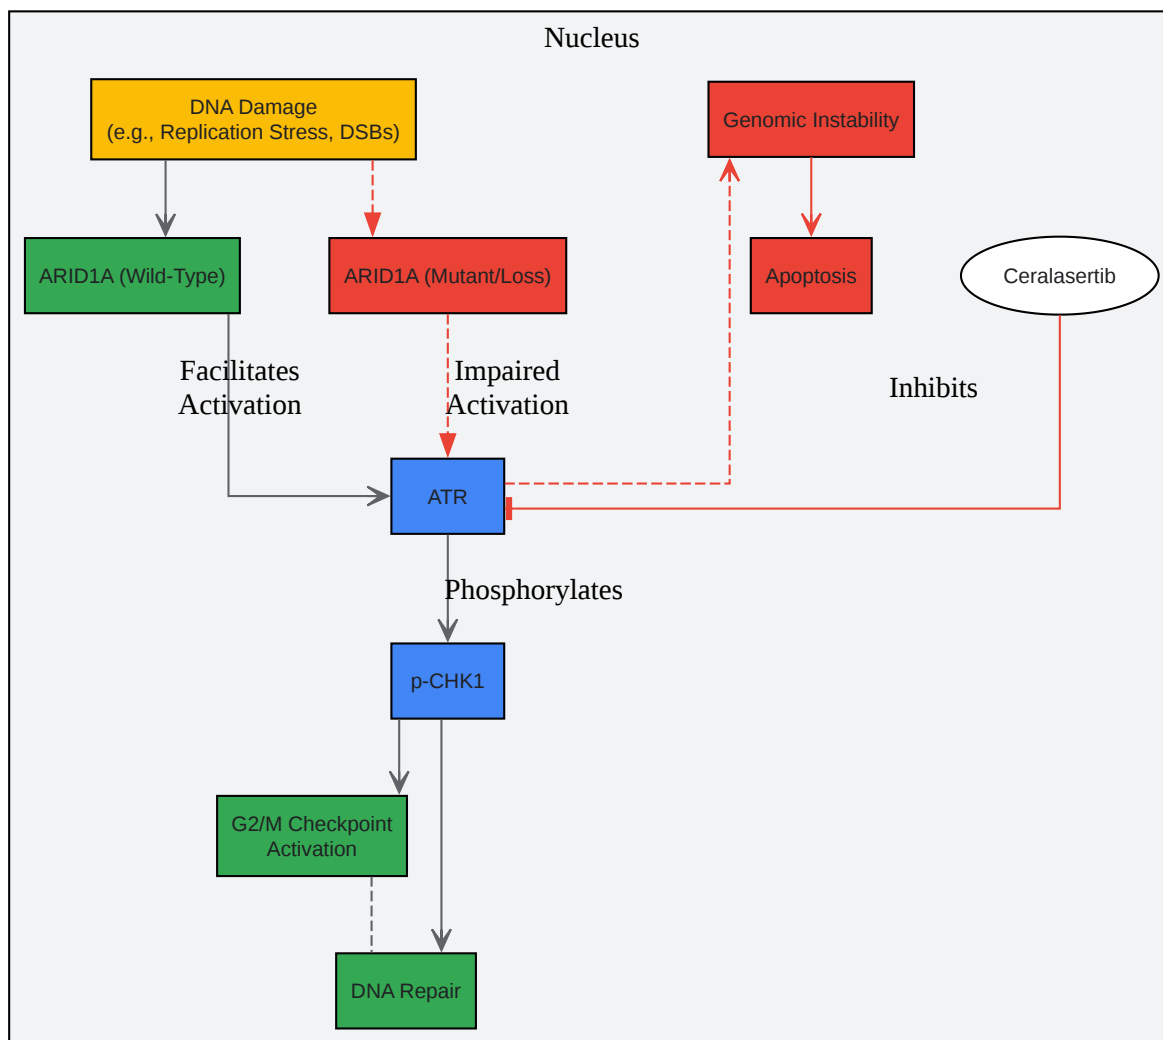 Nucleus
DNA Damage
(e.g., Replication Stress, DSBs)
Genomic Instability
ARID1A (Wild-Type)
ARID1A (Mutant/Loss)
Apoptosis
Ceralasertib
Facilitates
Activation
Impaired
Activation
Inhibits
ATR
Phosphorylates
p-CHK1
G2/M Checkpoint
Activation
DNA Repair